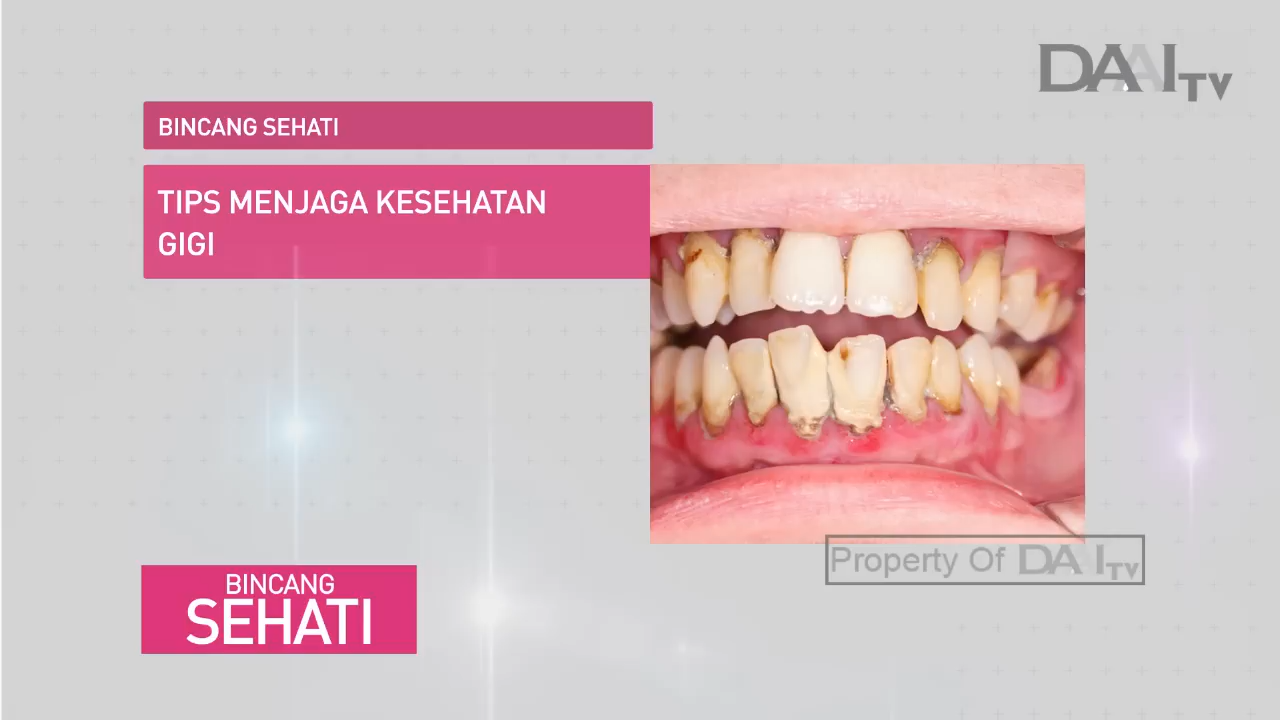 DAAI TV
BINCANG SEHATI
TIPS MENJAGA KESEHATAN
GIGI
Property Of DAAI TV
BINCANG
SEHATI